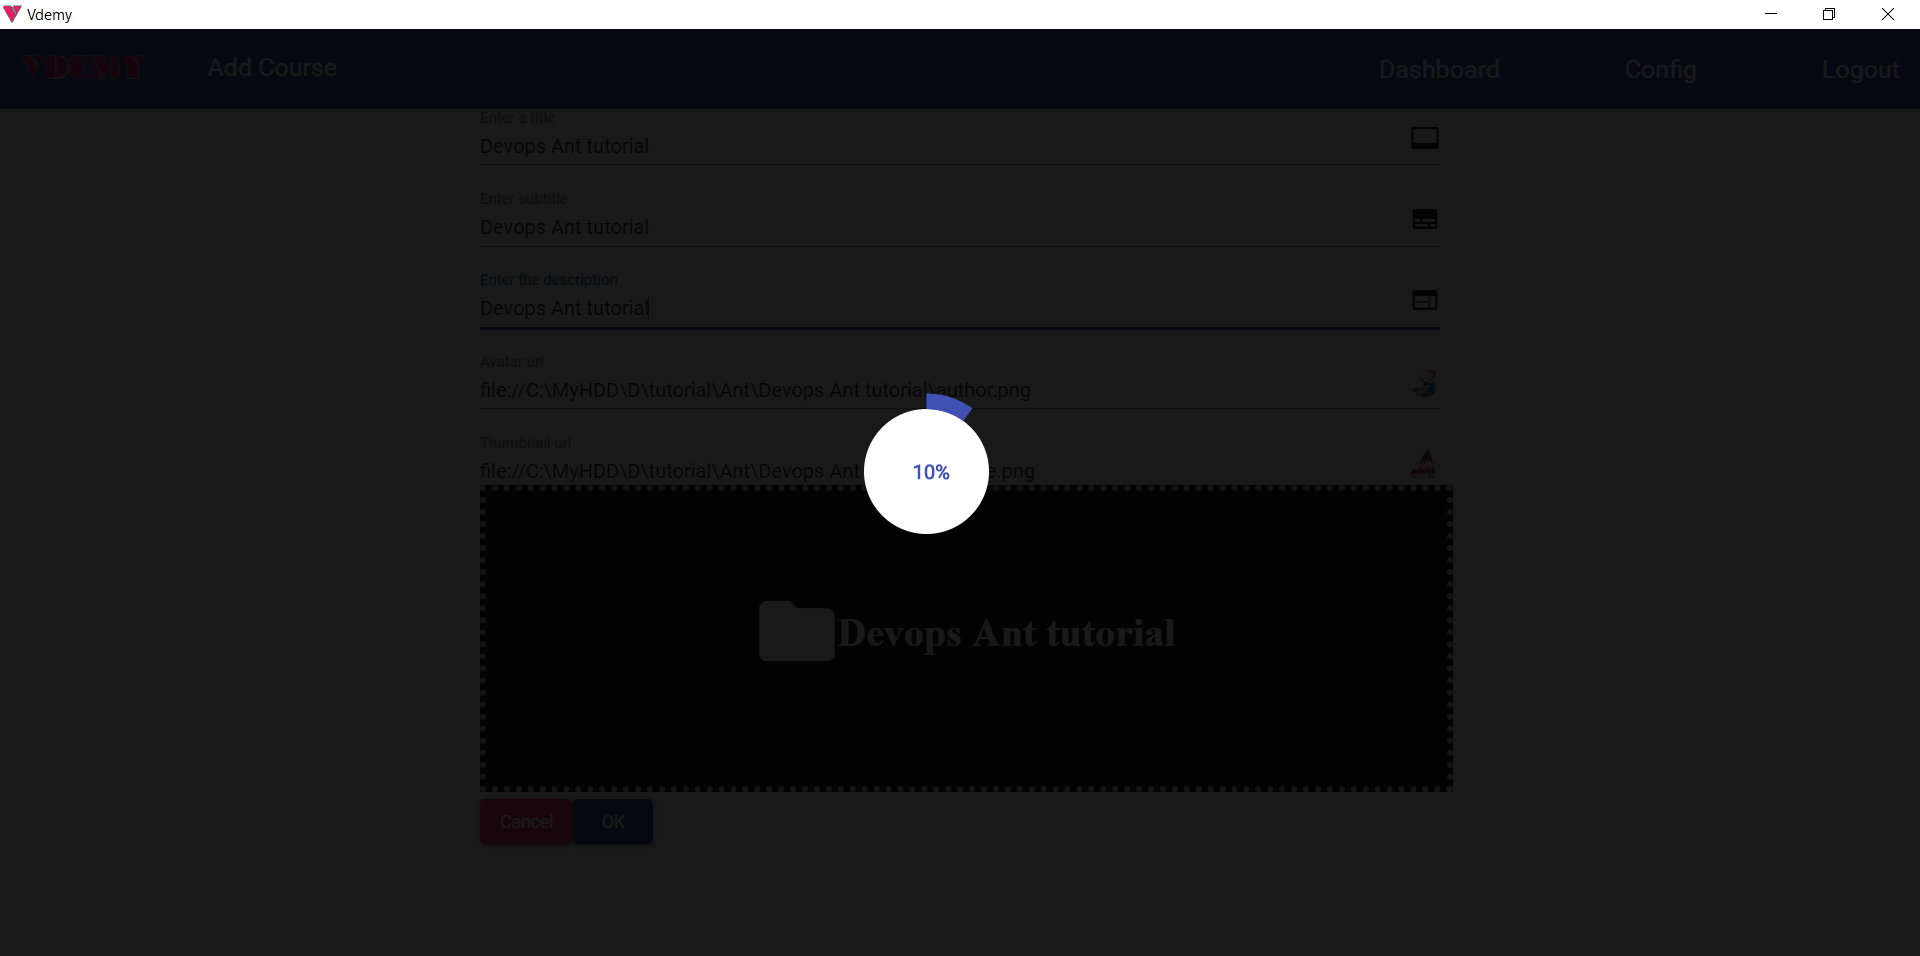 Vdemy
VDEMY Add Course Dashboard Config Logout
Enter a title
Devops Ant tutorial
Enter subtitle
Devops Ant tutorial
Enter the description
Devops Ant tutorial
Avatar url
file://C:\MyHDD\D\tutorial\Ant\Devops Ant tutorial\author.png
Thumbnail url
file://C:\MyHDD\D\tutorial\Ant\Devops Ant e.png
10%
Devops Ant tutorial
Cancel OK